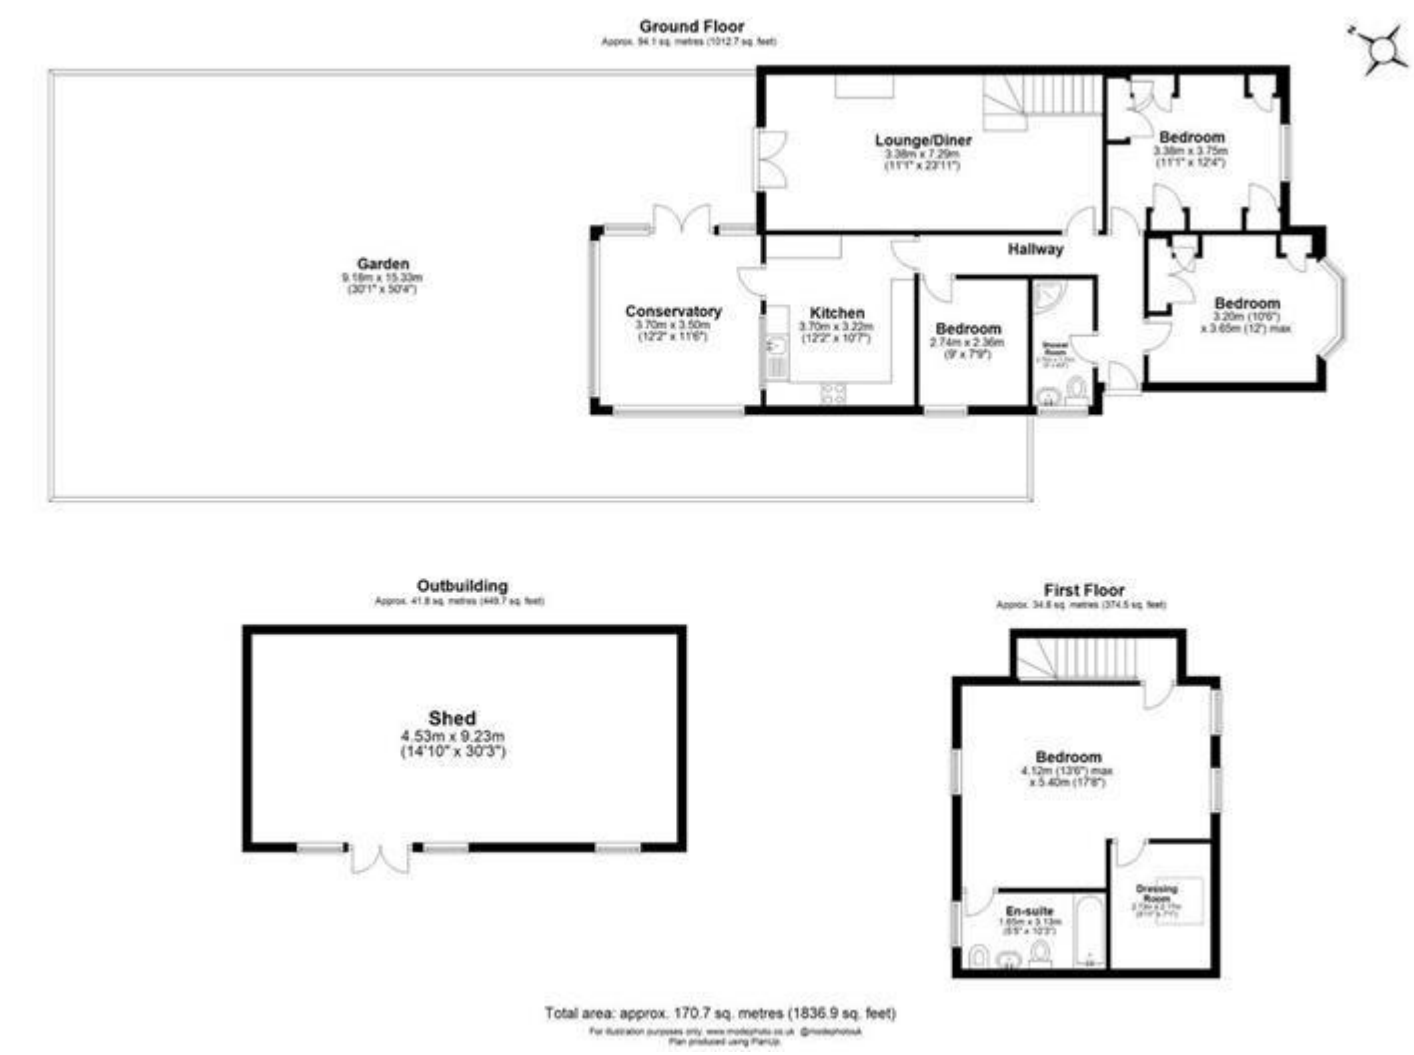 Ground Floor
Approx. 94.1 sq. metres (1012.7 sq. feet)
N
Garden
9.18m x 15.33m
(30'1" x 50'4")
Lounge/Diner
3.38m x 7.29m
(11'1" x 23'11")
Bedroom
3.38m x 3.75m
(11'1" x 12'4")
Hallway
Conservatory
3.70m x 3.50m
(12'2" x 11'6")
Kitchen
3.70m x 3.22m
(12'2" x 10'7")
Bedroom
2.74m x 2.36m
(9' x 7'9")
Shower
Room
Bedroom
3.20m (10'6")
x 3.65m (12') max
Outbuilding
Approx. 41.8 sq. metres (449.7 sq. feet)
Shed
4.53m x 9.23m
(14'10" x 30'3")
First Floor
Approx. 34.8 sq. metres (374.5 sq. feet)
Bedroom
4.12m (13'6") max
x 5.40m (17'8")
Dressing
Room
En-suite
1.65m x 3.13m
(5'5" x 10'3")
Total area: approx. 170.7 sq. metres (1836.9 sq. feet)
For illustration purposes only. www.modephoto.co.uk @modephotouk
Plan produced using PlanUp.